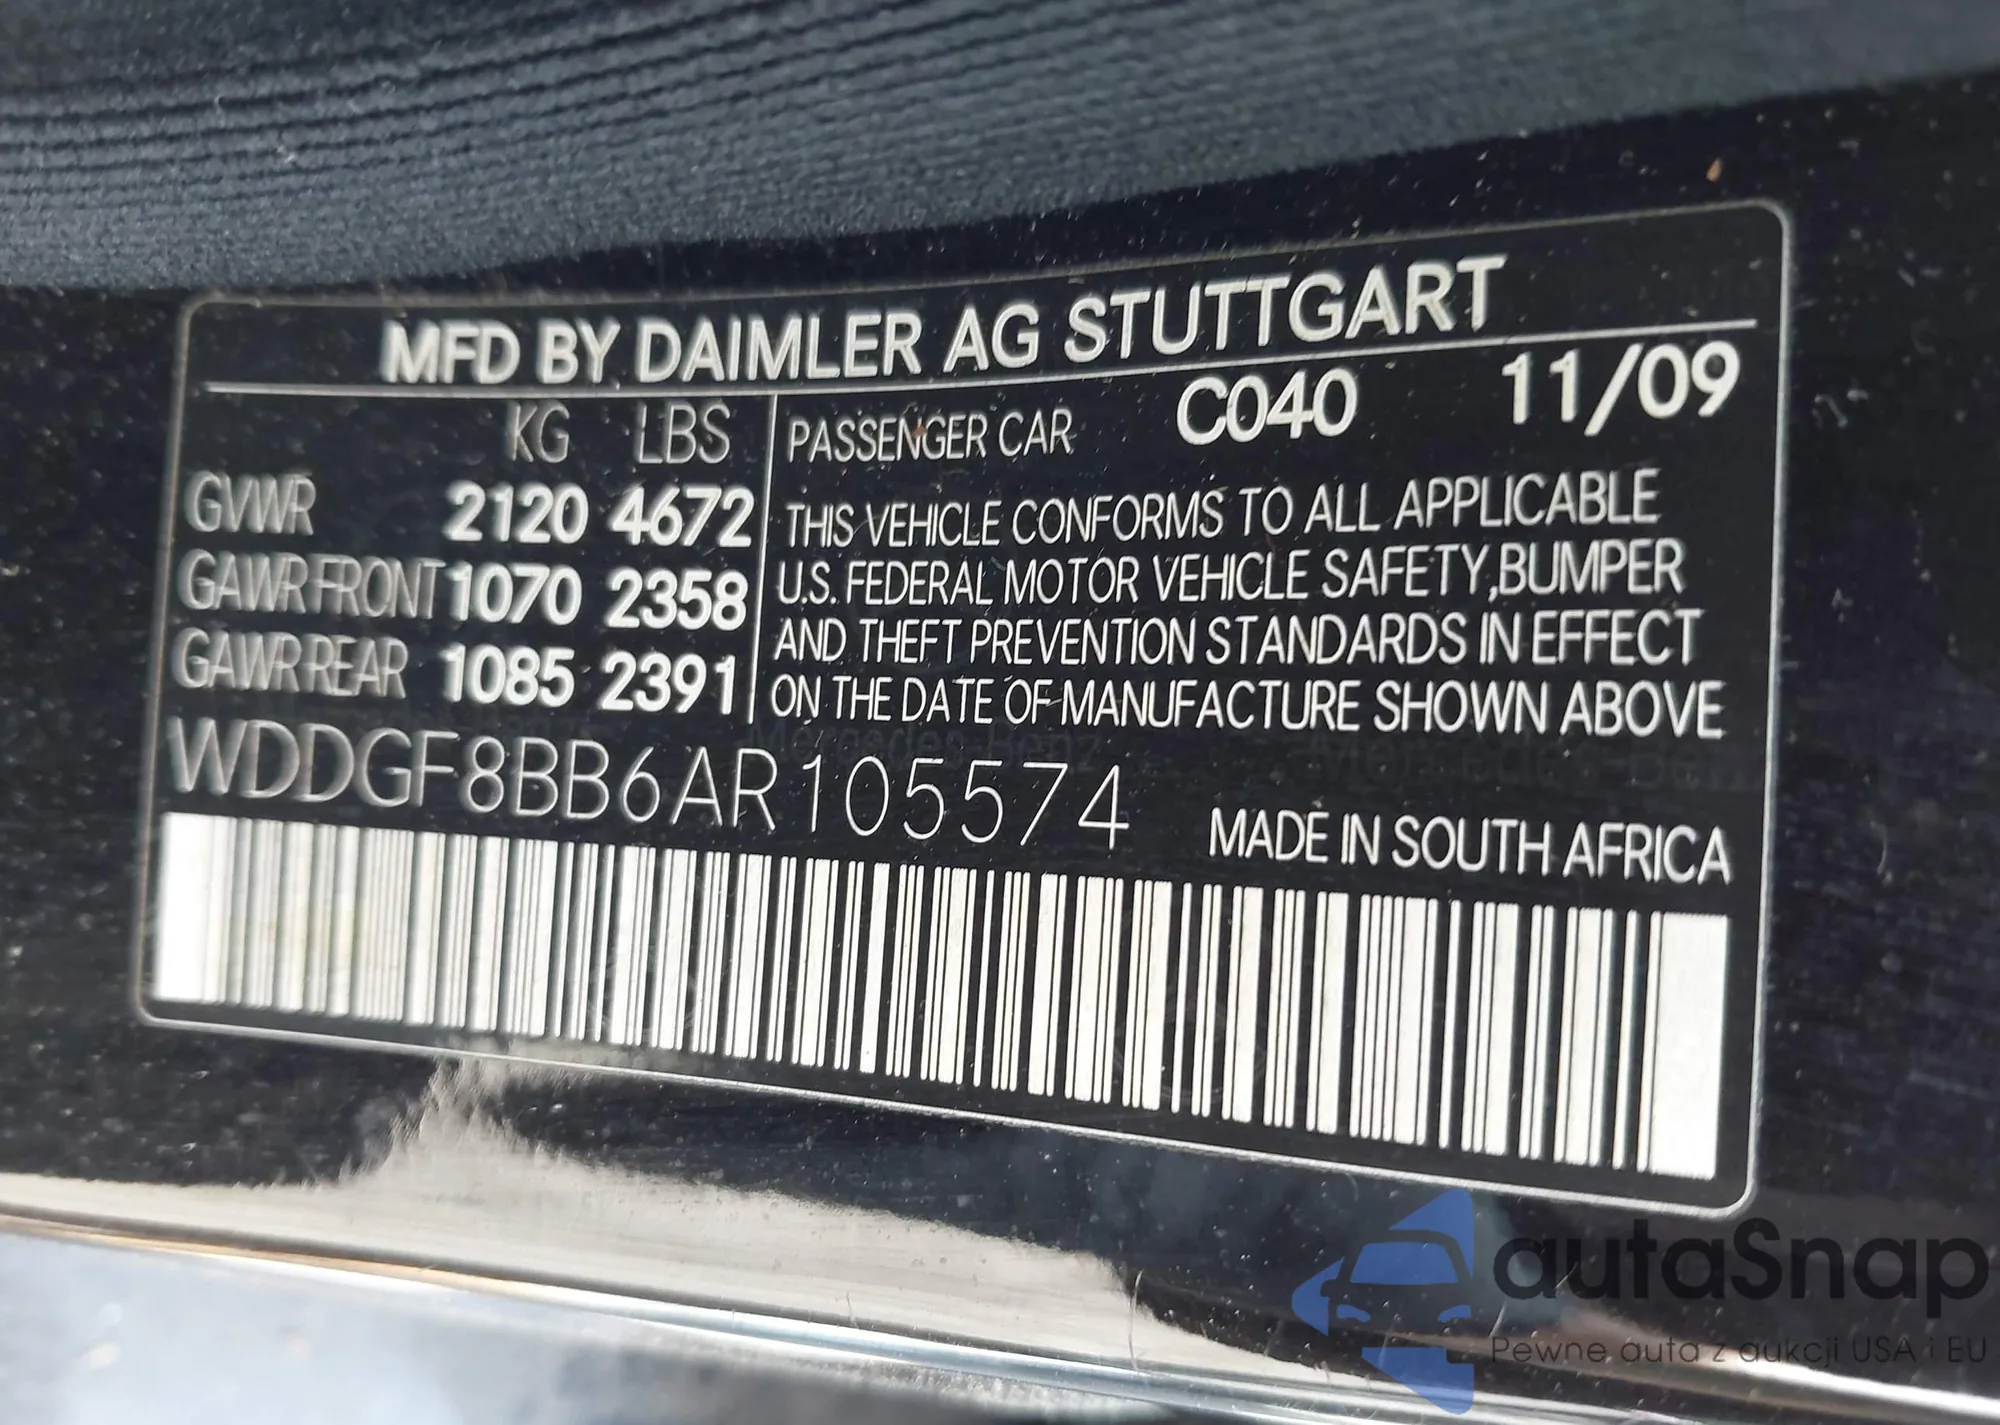 MFD BY DAIMLER AG STUTTGART
KG LBS
GVWR 2120 4672
GAWR FRONT 1070 2358
GAWR REAR 1085 2391
PASSENGER CAR C040 11/09
THIS VEHICLE CONFORMS TO ALL APPLICABLE
U.S. FEDERAL MOTOR VEHICLE SAFETY,BUMPER
AND THEFT PREVENTION STANDARDS IN EFFECT
ON THE DATE OF MANUFACTURE SHOWN ABOVE
Mercedes-Benz
WDDGF8BB6AR105574
MADE IN SOUTH AFRICA
autaSnap
Pewne auta z aukcji USA i EU